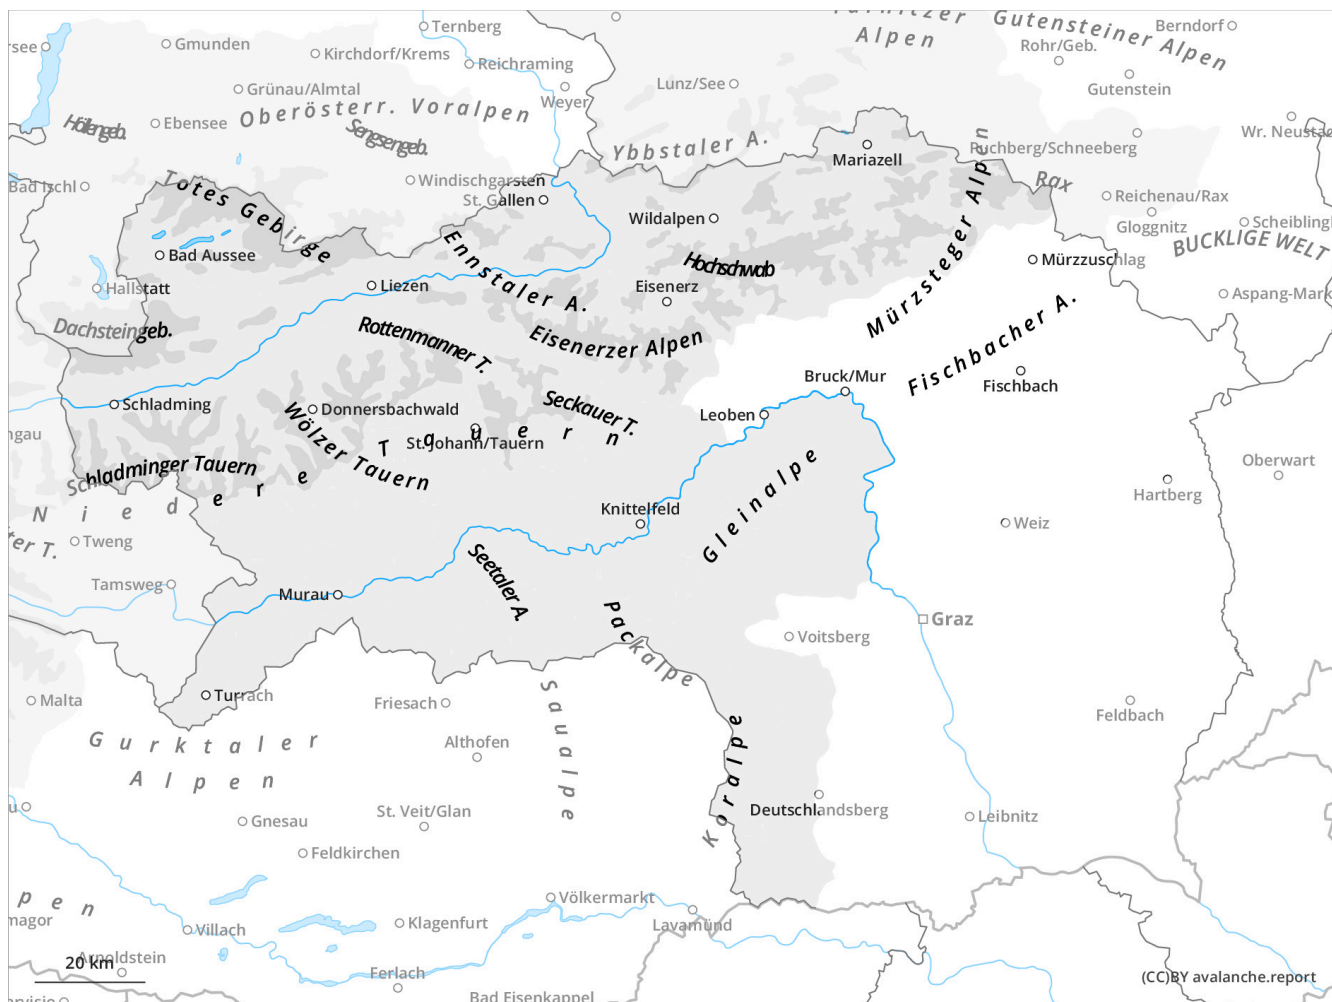 Ternberg
Gutensteiner Alpen
Berndorf
Gmunden
Kirchdorf/Krems
Reichraming
Alpen
Rohr/Geb.
Grünau/Almtal
Weyer
Lunz/See
Gutenstein
Oberösterr. Voralpen
Höllengeb.
Ebensee
Sengsengeb.
Ybbstaler A.
Mariazell
Puchberg/Schneeberg
Bad Ischl
Totes Gebirge
Windischgarsten
St. Gallen
Rax
Reichenau/Rax
Gloggnitz
Wildalpen
BUCKLIGE WELT
Bad Aussee
Ennstaler A.
Hochschwab
Mürzsteger Alpen
Mürzzuschlag
Hallstatt
Liezen
Eisenerz
Dachsteingeb.
Rottenmanner T.
Eisenerzer Alpen
Fischbacher A.
Bruck/Mur
Fischbach
Schladming
Donnersbachwald
Seckauer T.
Leoben
St. Johann/Tauern
Wölzer Tauern
Schladminger Tauern
Niedere Tauern
Gleinalpe
Oberwart
Hartberg
Knittelfeld
Weiz
Tweng
Tamsweg
Murau
Seetaler A.
Packalpe
Graz
Voitsberg
Malta
Turrach
Friesach
Saualpe
Feldbach
Gurktaler
Alpen
Althofen
Koralpe
Deutschlandsberg
Leibnitz
Gnesau
St. Veit/Glan
Feldkirchen
Völkermarkt
Villach
Klagenfurt
Lavamünd
Arnoldstein
20 km
Ferlach
Bad Eisenkappel
(CC)BY avalanche.report